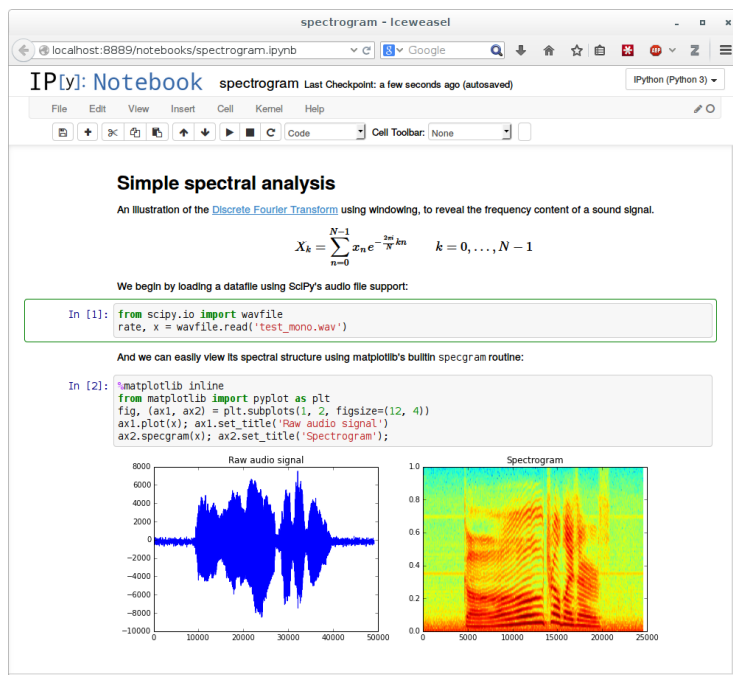 spectrogram - Iceweasel
localhost:8889/notebooks/spectrogram.ipynb
Google
IP[y]: Notebook spectrogram Last Checkpoint: a few seconds ago (autosaved)
IPython (Python 3)
File Edit View Insert Cell Kernel Help
Code Cell Toolbar: None
Simple spectral analysis
An illustration of the Discrete Fourier Transform using windowing, to reveal the frequency content of a sound signal.
X_k = \sum_{n=0}^{N-1} x_n e^{-\frac{2\pi i}{N} kn} k = 0, . . . , N − 1
We begin by loading a datafile using SciPy's audio file support:
In [1]: from scipy.io import wavfile
rate, x = wavfile.read('test_mono.wav')
And we can easily view its spectral structure using matplotlib's builtin specgram routine:
In [2]: %matplotlib inline
from matplotlib import pyplot as plt
fig, (ax1, ax2) = plt.subplots(1, 2, figsize=(12, 4))
ax1.plot(x); ax1.set_title('Raw audio signal')
ax2.specgram(x); ax2.set_title('Spectrogram');
Raw audio signal
8000
6000
4000
2000
0
−2000
−4000
−6000
−8000
−10000
0 10000 20000 30000 40000 50000
Spectrogram
1.0
0.8
0.6
0.4
0.2
0.0
0 5000 10000 15000 20000 25000